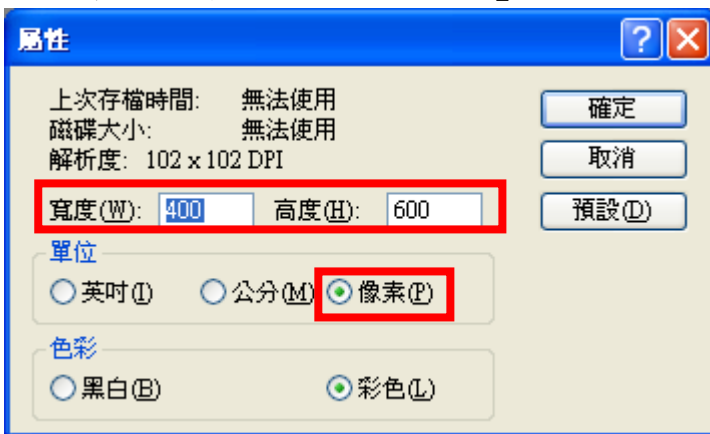 屬性
上次存檔時間: 無法使用
磁碟大小: 無法使用
解析度: 102 x 102 DPI
寬度(W): 400 高度(H): 600
單位
英吋(I) 公分(M) 像素(P)
色彩
黑白(B) 彩色(L)
確定
取消
預設(D)